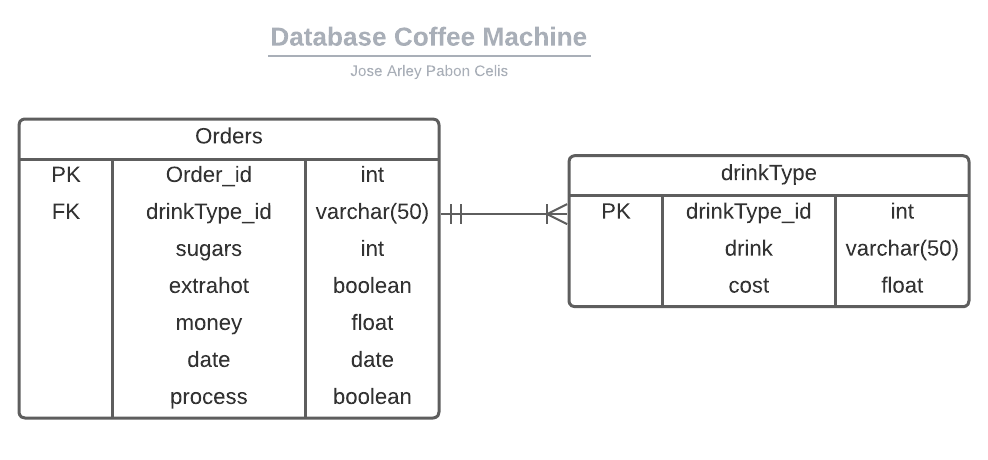 Database Coffee Machine
Jose Arley Pabon Celis
Orders
PK Order_id int
FK drinkType_id varchar(50)
sugars int
extrahot boolean
money float
date date
process boolean
drinkType
PK drinkType_id int
drink varchar(50)
cost float